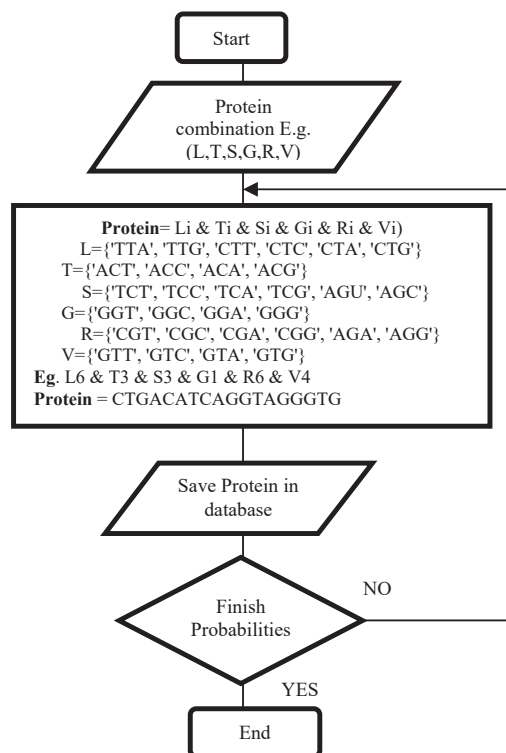 Start
Protein
combination E.g.
(L,T,S,G,R,V)
Protein= Li & Ti & Si & Gi & Ri & Vi)
L={'TTA', 'TTG', 'CTT', 'CTC', 'CTA', 'CTG'}
T={'ACT', 'ACC', 'ACA', 'ACG'}
S={'TCT', 'TCC', 'TCA', 'TCG', 'AGU', 'AGC'}
G={'GGT', 'GGC', 'GGA', 'GGG'}
R={'CGT', 'CGC', 'CGA', 'CGG', 'AGA', 'AGG'}
V={'GTT', 'GTC', 'GTA', 'GTG'}
Eg. L6 & T3 & S3 & G1 & R6 & V4
Protein = CTGACATCAGGTAGGGTG
Save Protein in
database
NO
Finish
Probabilities
YES
End